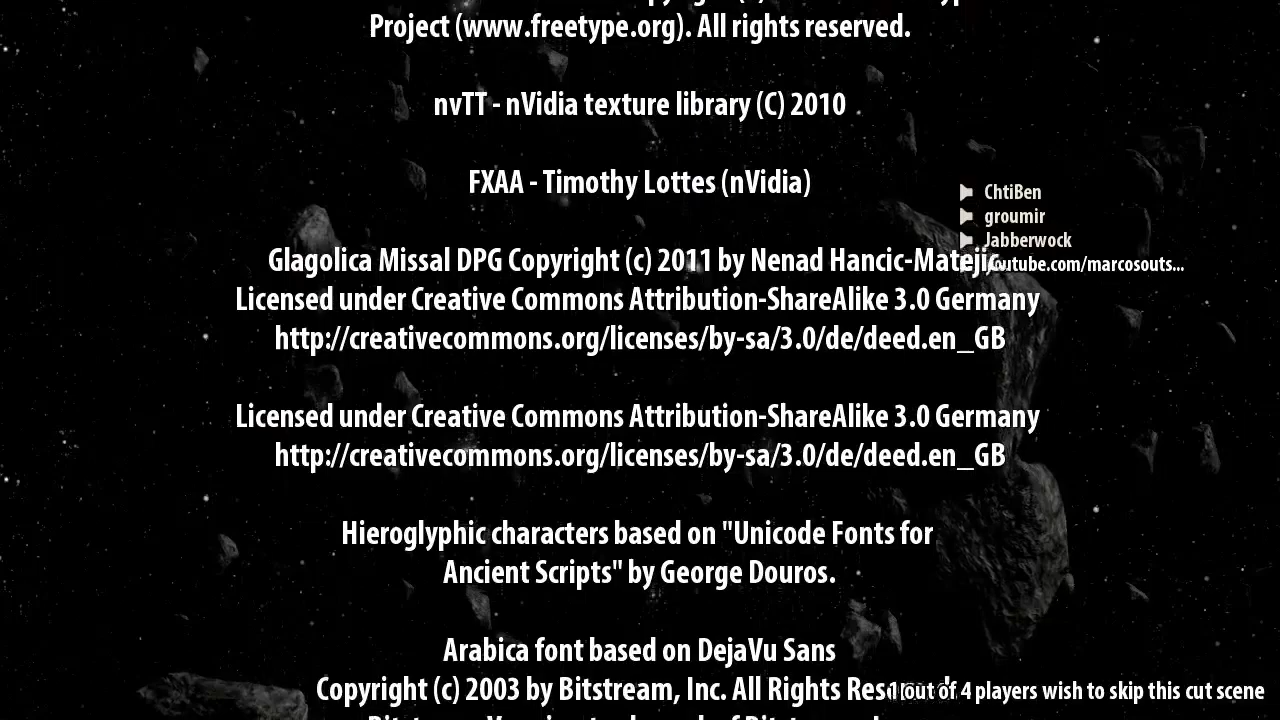 Project (www.freetype.org). All rights reserved.
nvTT - nVidia texture library (C) 2010
FXAA - Timothy Lottes (nVidia)
ChtiBen
groumir
Jabberwock
Glagolica Missal DPG Copyright (c) 2011 by Nenad Hancic-Matejic.
youtube.com/marcosouts...
Licensed under Creative Commons Attribution-ShareAlike 3.0 Germany
http://creativecommons.org/licenses/by-sa/3.0/de/deed.en_GB
Licensed under Creative Commons Attribution-ShareAlike 3.0 Germany
http://creativecommons.org/licenses/by-sa/3.0/de/deed.en_GB
Hieroglyphic characters based on "Unicode Fonts for
Ancient Scripts" by George Douros.
Arabica font based on DejaVu Sans
Copyright (c) 2003 by Bitstream, Inc. All Rights
1 out of 4 players wish to skip this cut scene